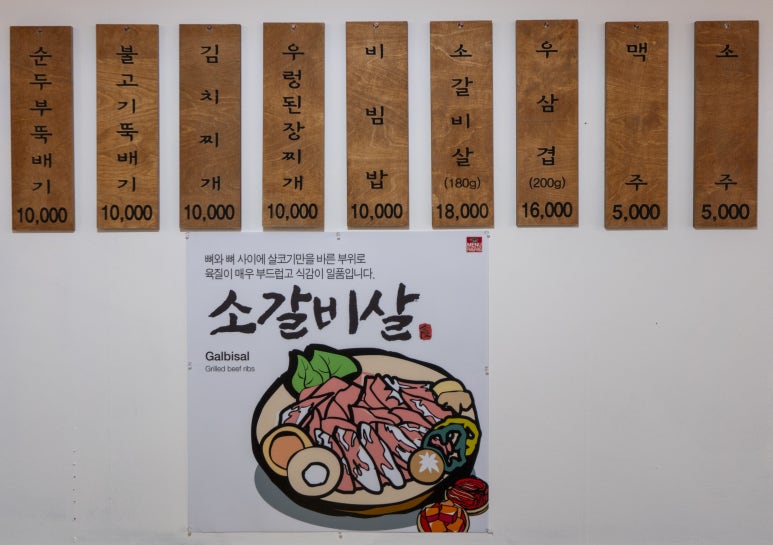 순두부뚝배기
10,000
불고기뚝배기
10,000
김치찌개
10,000
우렁된장찌개
10,000
비빔밥
10,000
소갈비살
(180g)
18,000
우삼겹
(200g)
16,000
맥주
5,000
소주
5,000
뼈와 뼈 사이에 살코기만을 바른 부위로
육질이 매우 부드럽고 식감이 일품입니다.
소갈비살
Galbisal
Grilled beef ribs
MENU